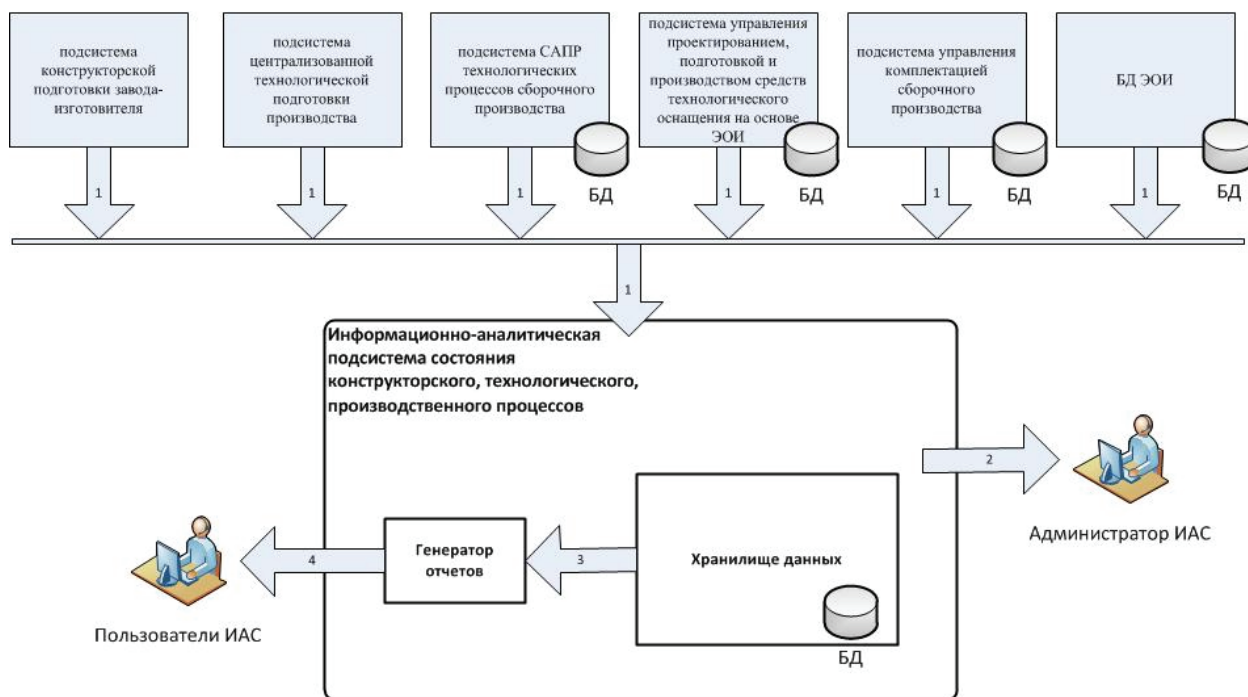 подсистема
конструкторской
подготовки завода-
изготовителя
подсистема
централизованной
технологической
подготовки
производства
подсистема САПР
технологических
процессов сборочного
производства
подсистема управления
проектированием,
подготовкой и
производством средств
технологического
оснащения на основе
ЭОИ
подсистема управления
комплектацией
сборочного
производства
БД ЭОИ
БД
БД
БД
БД
1
1
1
1
1
1
1
Информационно-аналитическая
подсистема состояния
конструкторского, технологического,
производственного процессов
2
Администратор ИАС
Хранилище данных
БД
3
Генератор
отчетов
4
Пользователи ИАС